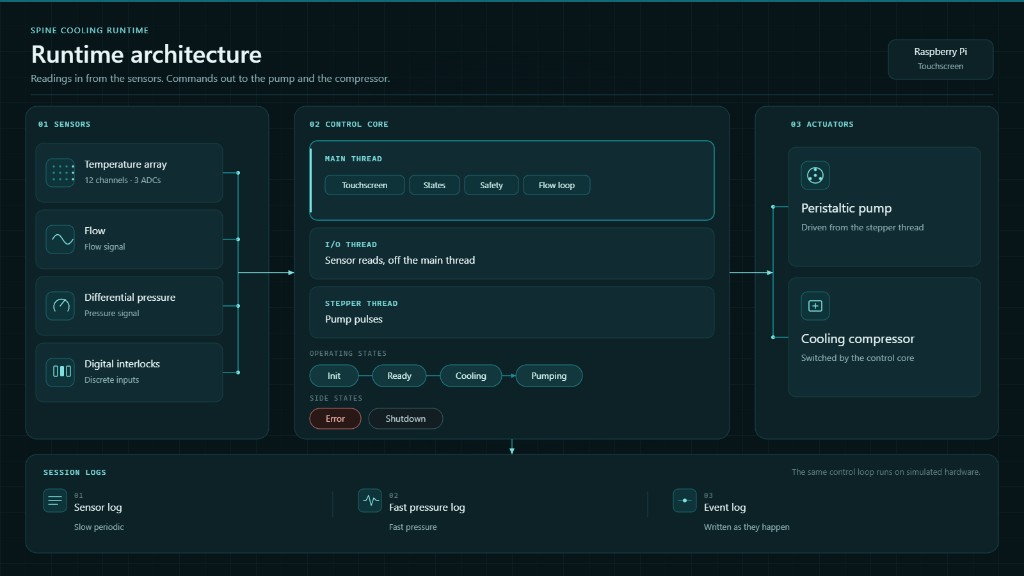 SPINE COOLING RUNTIME
Runtime architecture
Readings in from the sensors. Commands out to the pump and the compressor.
Raspberry Pi
Touchscreen
01 SENSORS
Temperature array
12 channels · 3 ADCs
Flow
Flow signal
Differential pressure
Pressure signal
Digital interlocks
Discrete inputs
02 CONTROL CORE
MAIN THREAD
Touchscreen
States
Safety
Flow loop
I/O THREAD
Sensor reads, off the main thread
STEPPER THREAD
Pump pulses
OPERATING STATES
Init
Ready
Cooling
Pumping
SIDE STATES
Error
Shutdown
03 ACTUATORS
Peristaltic pump
Driven from the stepper thread
Cooling compressor
Switched by the control core
SESSION LOGS
The same control loop runs on simulated hardware.
01
Sensor log
Slow periodic
02
Fast pressure log
Fast pressure
03
Event log
Written as they happen